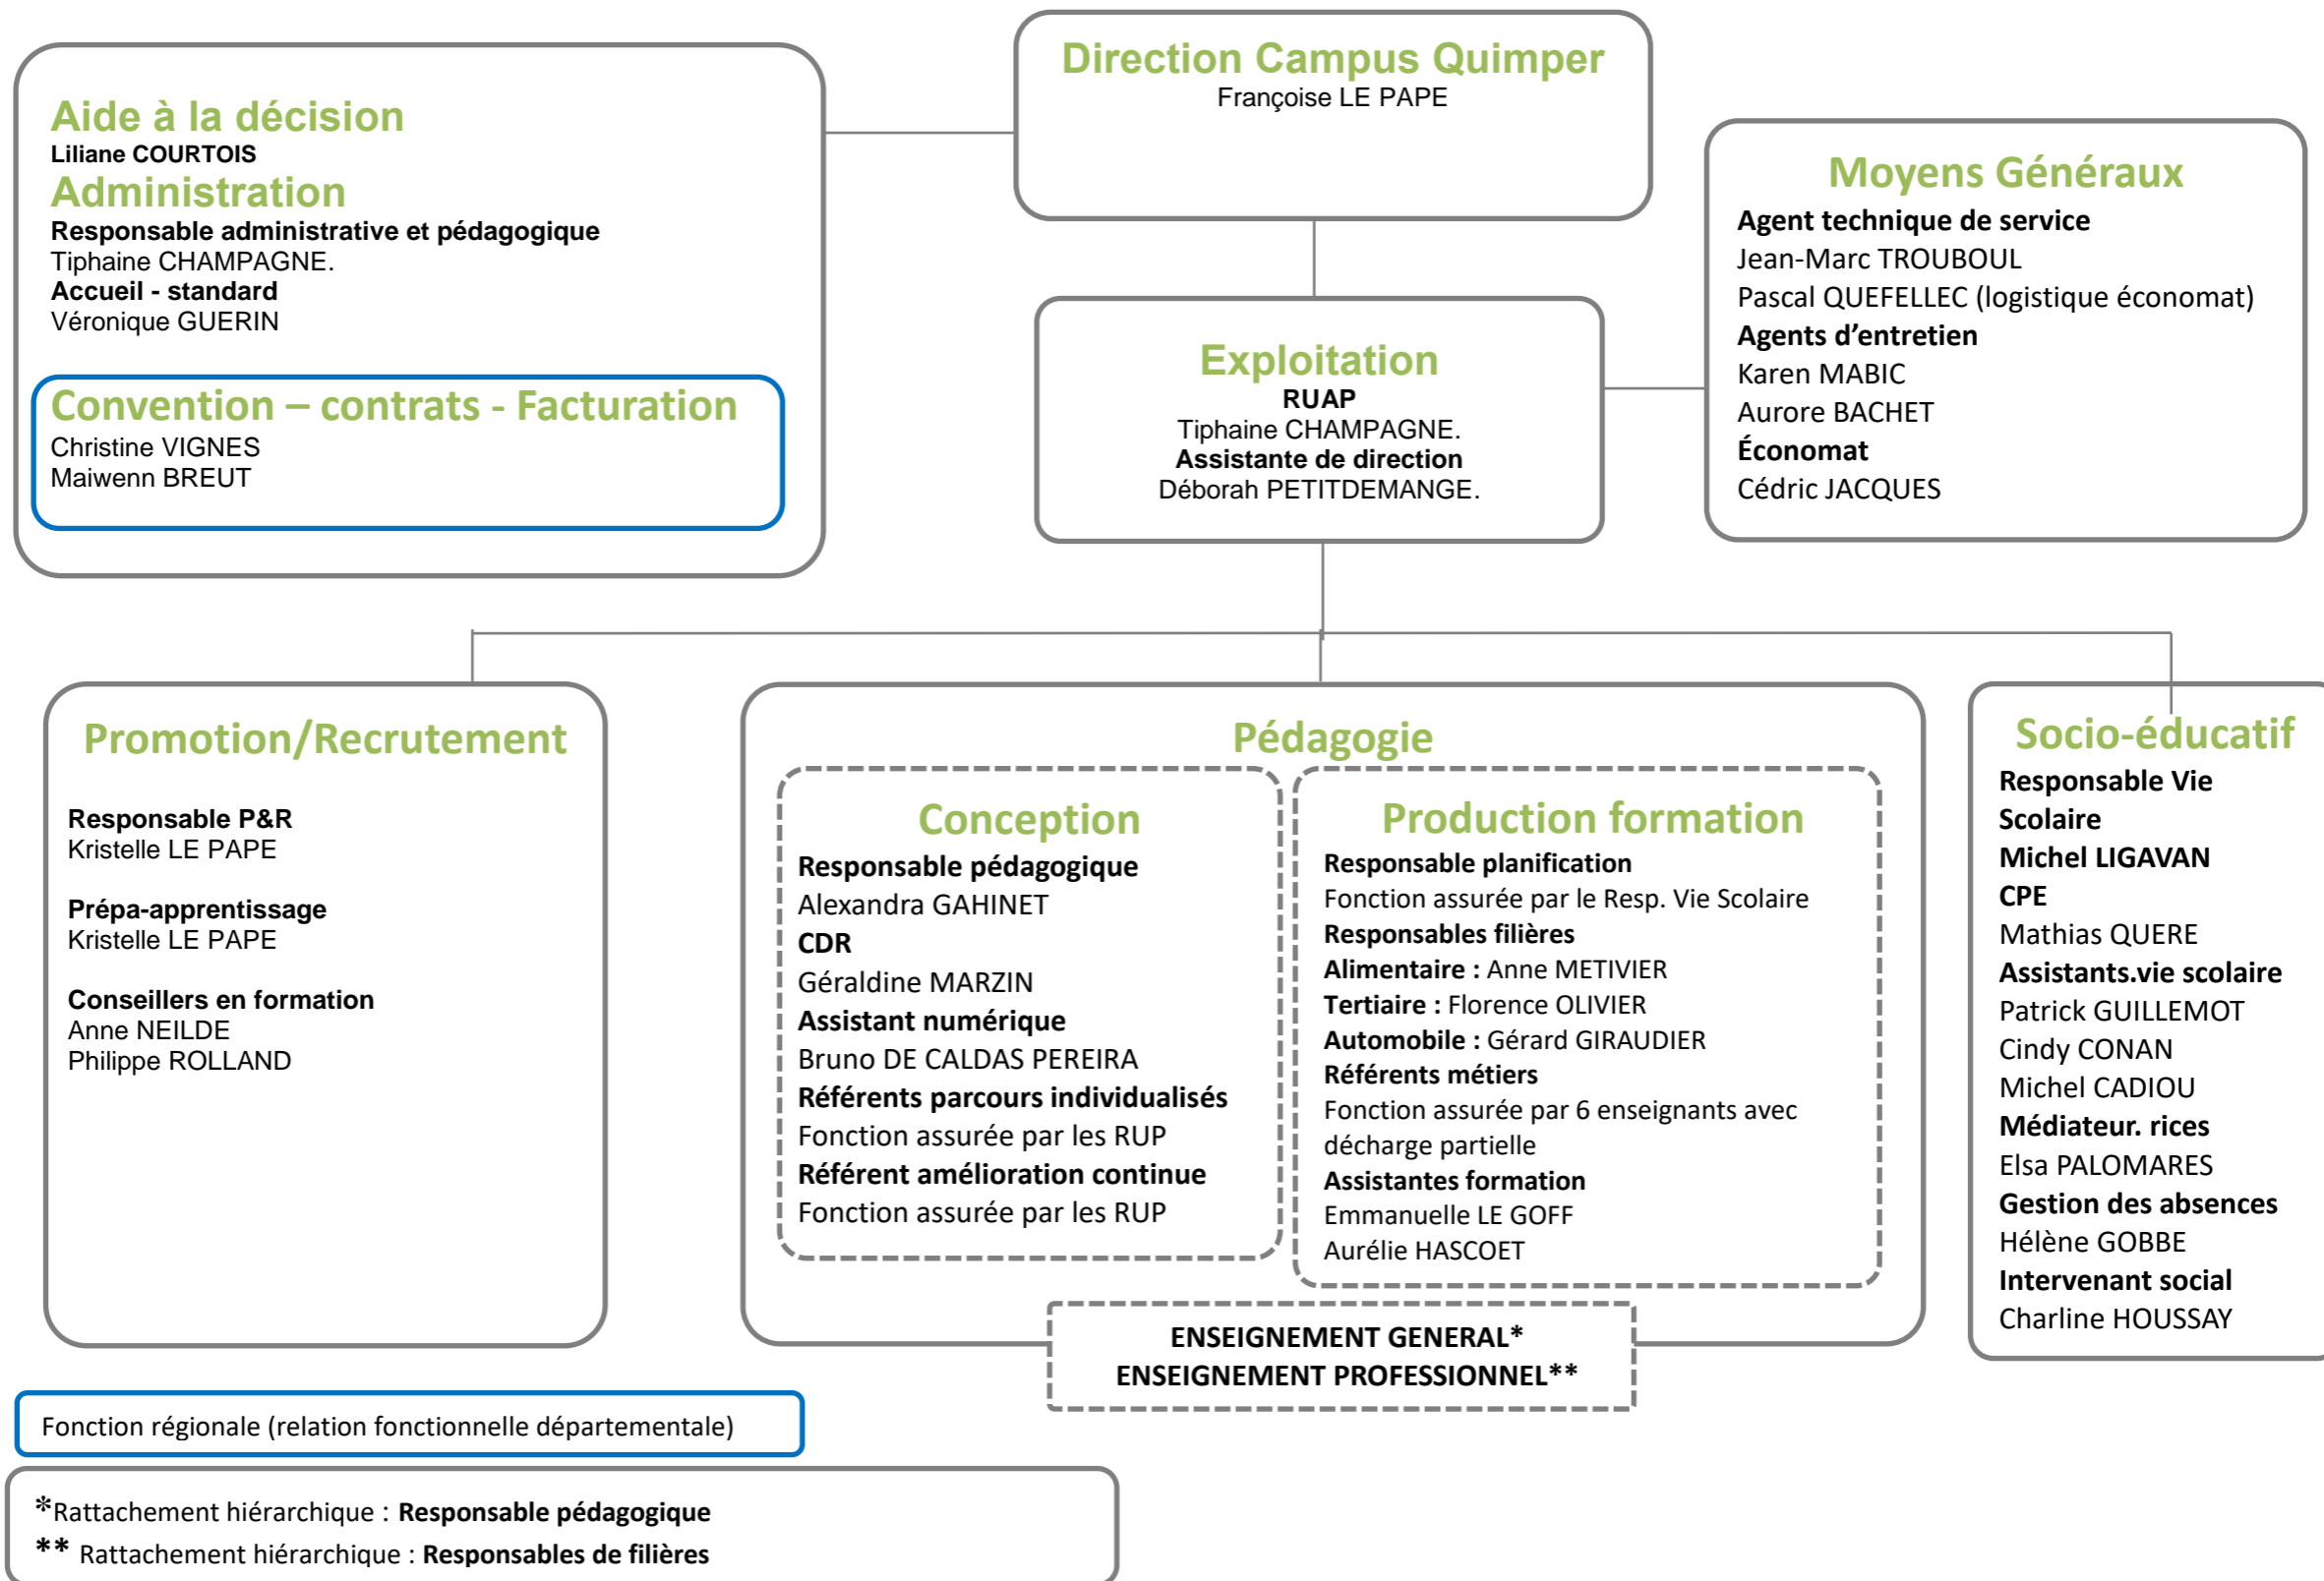 Direction Campus Quimper
Françoise LE PAPE
Aide à la décision
Liliane COURTOIS
Administration
Responsable administrative et pédagogique
Tiphaine CHAMPAGNE.
Accueil - standard
Véronique GUERIN
Convention – contrats - Facturation
Christine VIGNES
Maiwenn BREUT
Exploitation
RUAP
Tiphaine CHAMPAGNE.
Assistante de direction
Déborah PETITDEMANGE.
Moyens Généraux
Agent technique de service
Jean-Marc TROUBOUL
Pascal QUEFELLEC (logistique économat)
Agents d’entretien
Karen MABIC
Aurore BACHET
Économat
Cédric JACQUES
Promotion/Recrutement
Responsable P&R
Kristelle LE PAPE
Prépa-apprentissage
Kristelle LE PAPE
Conseillers en formation
Anne NEILDE
Philippe ROLLAND
Pédagogie
Conception
Responsable pédagogique
Alexandra GAHINET
CDR
Géraldine MARZIN
Assistant numérique
Bruno DE CALDAS PEREIRA
Référents parcours individualisés
Fonction assurée par les RUP
Référent amélioration continue
Fonction assurée par les RUP
Production formation
Responsable planification
Fonction assurée par le Resp. Vie Scolaire
Responsables filières
Alimentaire : Anne METIVIER
Tertiaire : Florence OLIVIER
Automobile : Gérard GIRAUDIER
Référents métiers
Fonction assurée par 6 enseignants avec
décharge partielle
Assistantes formation
Emmanuelle LE GOFF
Aurélie HASCOET
ENSEIGNEMENT GENERAL*
ENSEIGNEMENT PROFESSIONNEL**
Socio-éducatif
Responsable Vie
Scolaire
Michel LIGAVAN
CPE
Mathias QUERE
Assistants.vie scolaire
Patrick GUILLEMOT
Cindy CONAN
Michel CADIOU
Médiateur. rices
Elsa PALOMARES
Gestion des absences
Hélène GOBBE
Intervenant social
Charline HOUSSAY
Fonction régionale (relation fonctionnelle départementale)
*Rattachement hiérarchique : Responsable pédagogique
** Rattachement hiérarchique : Responsables de filières